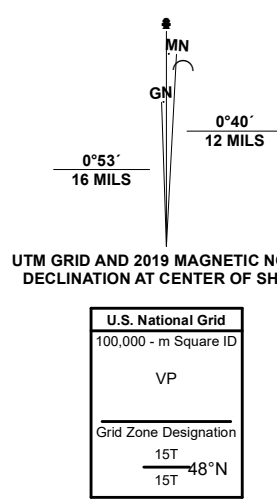 MN
GN
0°40´
12 MILS
0°53´
16 MILS
UTM GRID AND 2019 MAGNETIC N
DECLINATION AT CENTER OF SH
U.S. National Grid
100,000 - m Square ID
VP
Grid Zone Designation
15T
48°N
15T